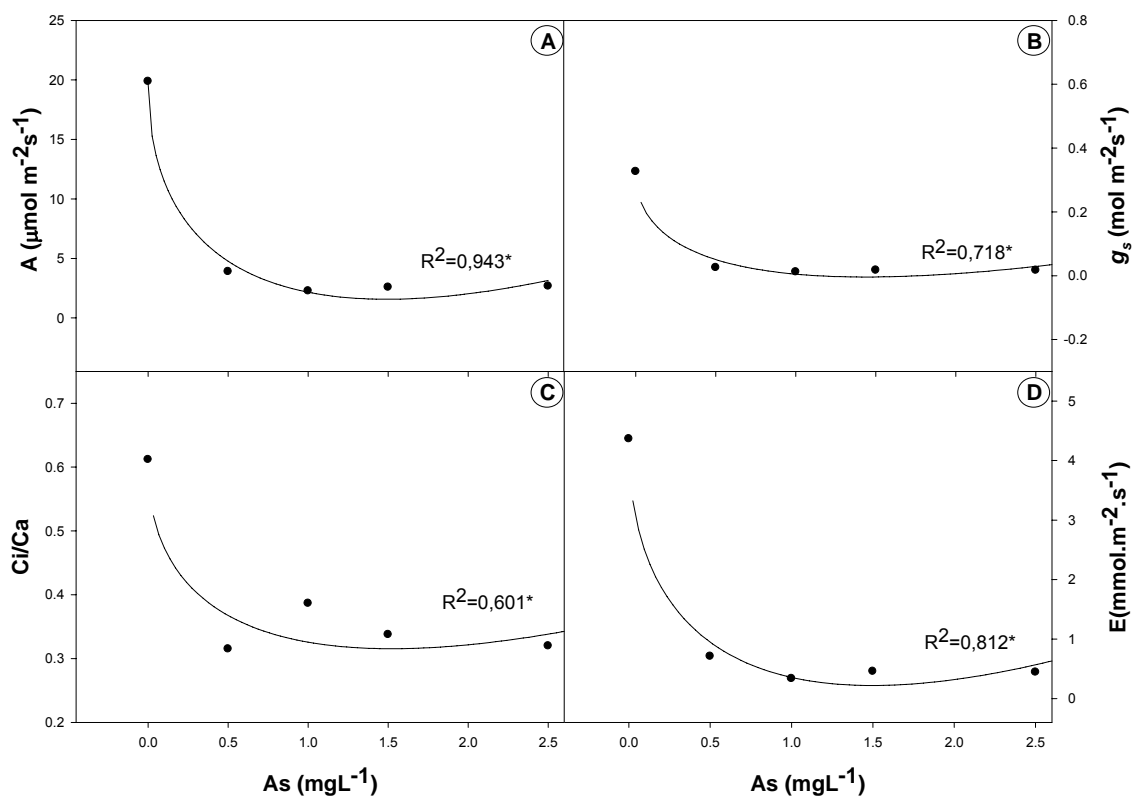 A
25
20
15
10
5
0
A (µmol m⁻²s⁻¹)
R²=0,943*
B
0.8
0.6
0.4
0.2
0.0
-0.2
gₛ (mol m⁻²s⁻¹)
R²=0,718*
C
0.7
0.6
0.5
0.4
0.3
0.2
Ci/Ca
R²=0,601*
0.0 0.5 1.0 1.5 2.0 2.5
As (mgL⁻¹)
D
5
4
3
2
1
0
E(mmol.m⁻².s⁻¹)
R²=0,812*
0.0 0.5 1.0 1.5 2.0 2.5
As (mgL⁻¹)